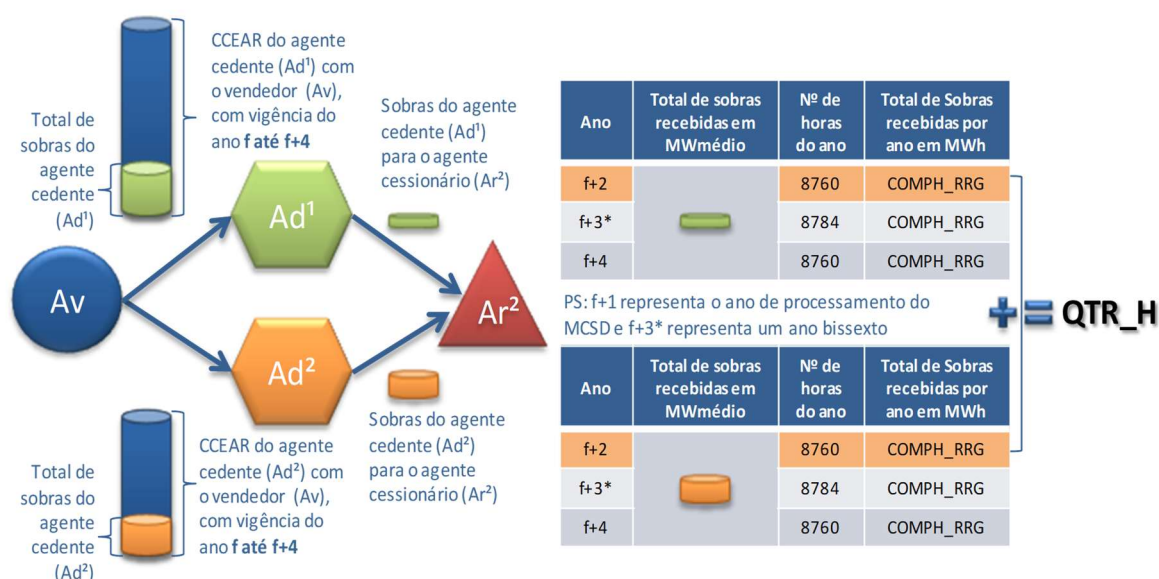 CCEAR do agente
cedente (Ad¹) com
o vendedor (Av),
com vigência do
ano f até f+4
Total de
sobras do
agente
cedente
(Ad¹)
Sobras do agente
cedente (Ad¹)
para o agente
cessionário (Ar²)
Ad¹
Av
Ar²
Ad²
Sobras do agente
cedente (Ad²)
para o agente
cessionário (Ar²)
CCEAR do agente
cedente (Ad²) com
o vendedor (Av),
com vigência do
ano f até f+4
Total de
sobras do
agente
cedente
(Ad²)
Ano
Total de sobras
recebidas em
MWmédio
Nº de
horas
do ano
Total de Sobras
recebidas por
ano em MWh
f+2 8760 COMPH_RRG
f+3* 8784 COMPH_RRG
f+4 8760 COMPH_RRG
PS: f+1 representa o ano de processamento do
MCSD e f+3* representa um ano bissexto
QTR_H
Ano
Total de sobras
recebidas em
MWmédio
Nº de
horas
do ano
Total de Sobras
recebidas por
ano em MWh
f+2 8760 COMPH_RRG
f+3* 8784 COMPH_RRG
f+4 8760 COMPH_RRG